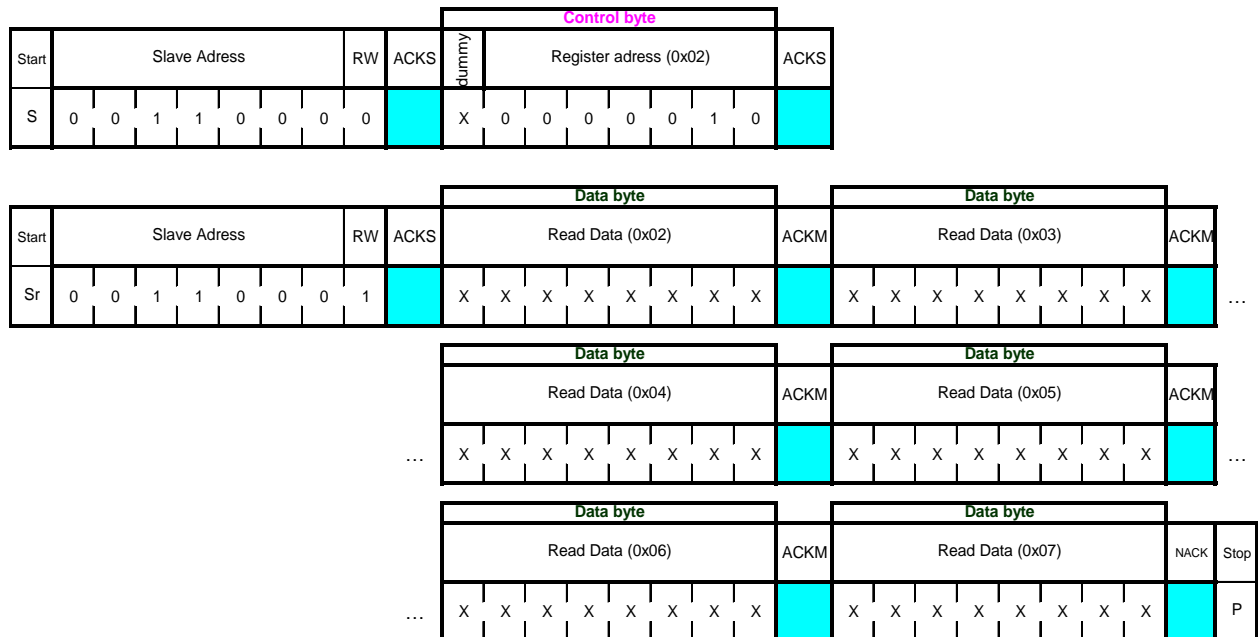 Control byte
Start Slave Adress RW ACKS dummy Register adress (0x02) ACKS
S 0 0 1 1 0 0 0 0 X 0 0 0 0 0 1 0
Data byte Data byte
Start Slave Adress RW ACKS Read Data (0x02) ACKM Read Data (0x03) ACKM
Sr 0 0 1 1 0 0 0 1 X X X X X X X X X X X X X X X X …
Data byte Data byte
Read Data (0x04) ACKM Read Data (0x05) ACKM
… X X X X X X X X X X X X X X X X …
Data byte Data byte
Read Data (0x06) ACKM Read Data (0x07) NACK Stop
… X X X X X X X X X X X X X X X X P